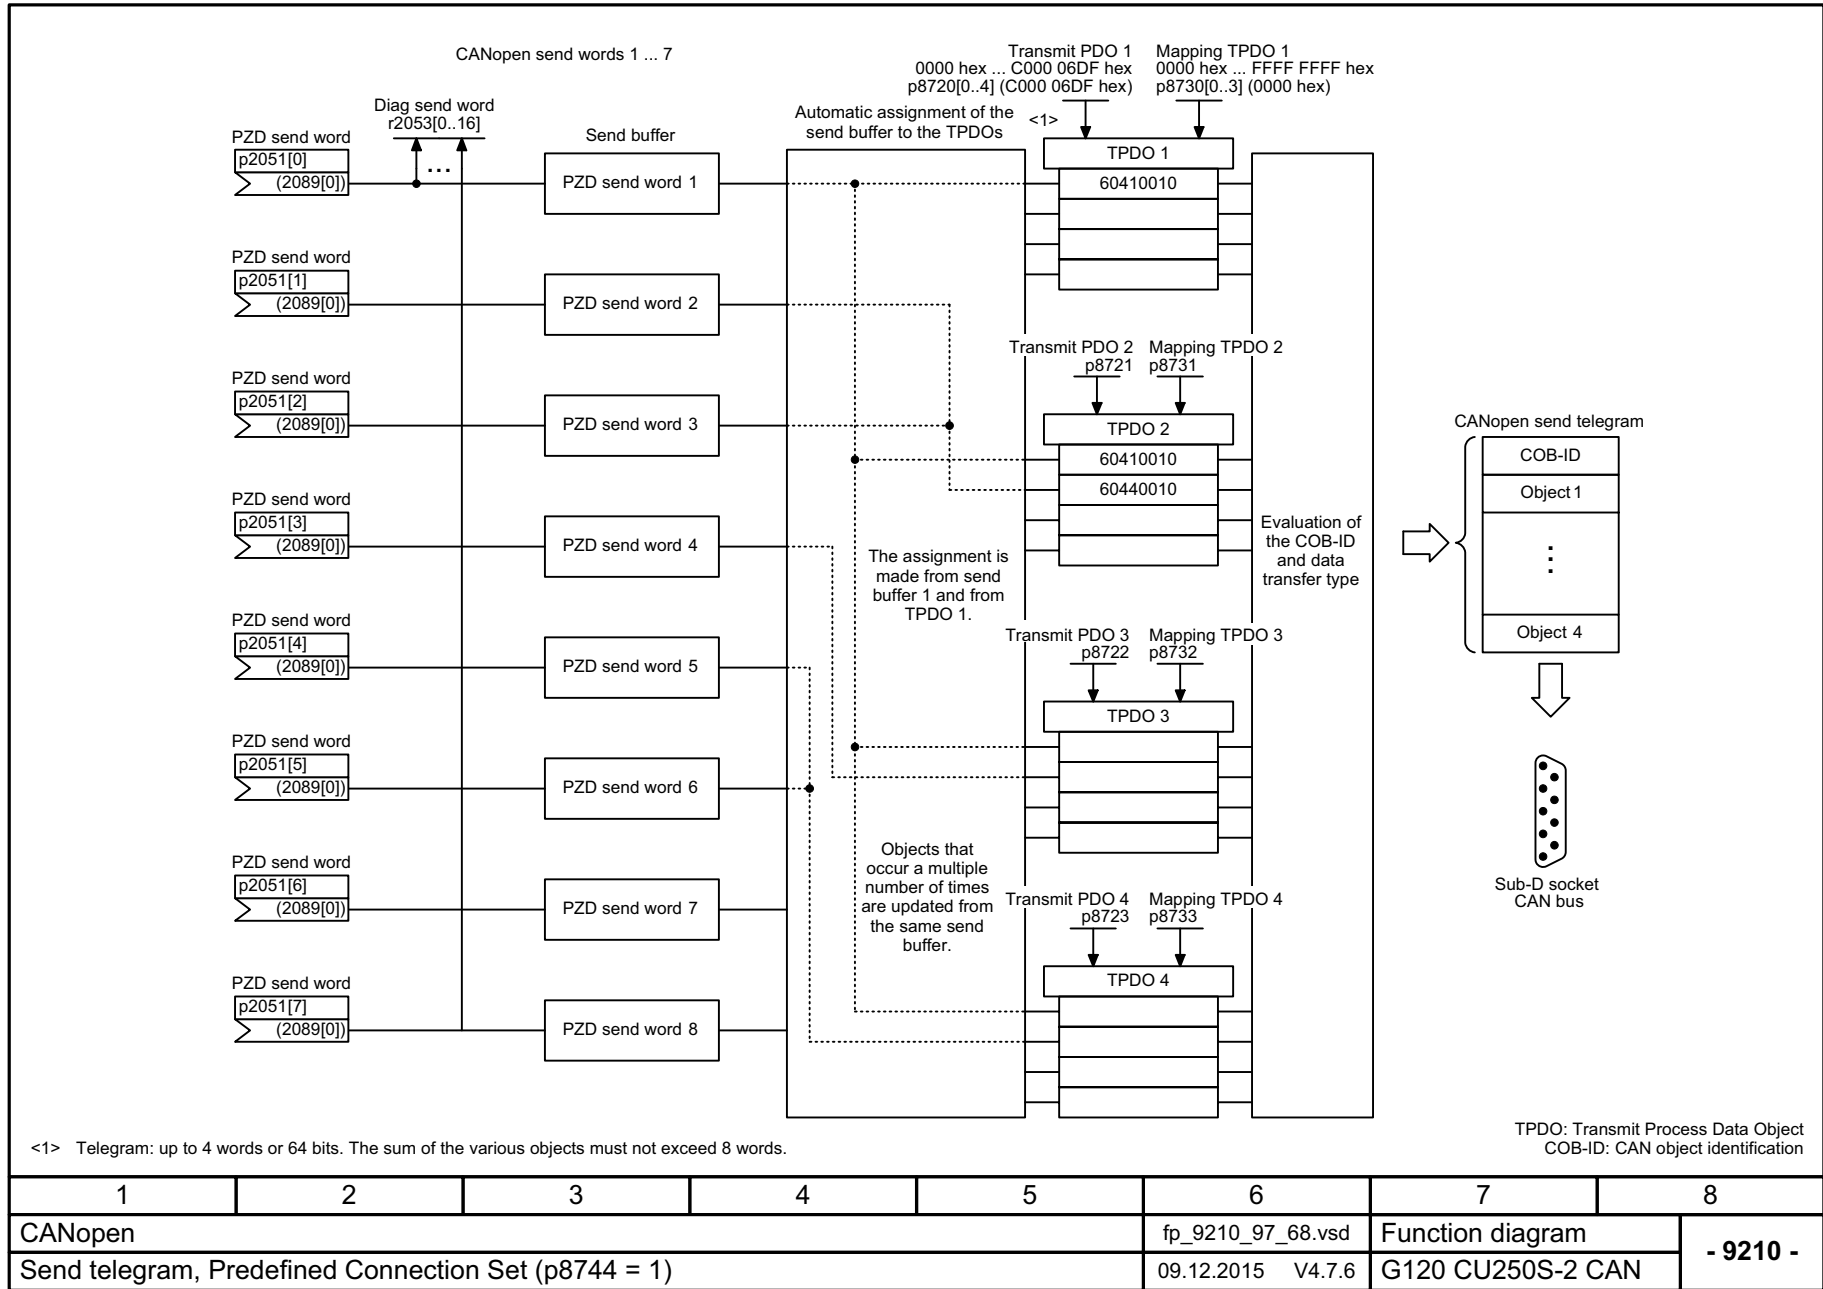 CANopen send words 1 ... 7
Diag send word
r2053[0..16]
Send buffer
Automatic assignment of the
send buffer to the TPDOs
<1>
Transmit PDO 1
0000 hex ... C000 06DF hex
p8720[0..4] (C000 06DF hex)
Mapping TPDO 1
0000 hex ... FFFF FFFF hex
p8730[0..3] (0000 hex)
PZD send word
p2051[0]
(2089[0])
...
PZD send word 1
TPDO 1
60410010
PZD send word
p2051[1]
(2089[0])
PZD send word 2
Transmit PDO 2
p8721
Mapping TPDO 2
p8731
PZD send word
p2051[2]
(2089[0])
PZD send word 3
TPDO 2
60410010
60440010
PZD send word
p2051[3]
(2089[0])
PZD send word 4
The assignment is
made from send
buffer 1 and from
TPDO 1.
Evaluation of
the COB-ID
and data
transfer type
CANopen send telegram
COB-ID
Object 1
⋮
Object 4
PZD send word
p2051[4]
(2089[0])
PZD send word 5
Transmit PDO 3
p8722
Mapping TPDO 3
p8732
TPDO 3
PZD send word
p2051[5]
(2089[0])
PZD send word 6
Sub-D socket
CAN bus
PZD send word
p2051[6]
(2089[0])
PZD send word 7
Objects that
occur a multiple
number of times
are updated from
the same send
buffer.
Transmit PDO 4
p8723
Mapping TPDO 4
p8733
TPDO 4
PZD send word
p2051[7]
(2089[0])
PZD send word 8
<1> Telegram: up to 4 words or 64 bits. The sum of the various objects must not exceed 8 words.
TPDO: Transmit Process Data Object
COB-ID: CAN object identification
1 2 3 4 5 6 7 8
CANopen
fp_9210_97_68.vsd
Function diagram
- 9210 -
Send telegram, Predefined Connection Set (p8744 = 1)
09.12.2015 V4.7.6
G120 CU250S-2 CAN